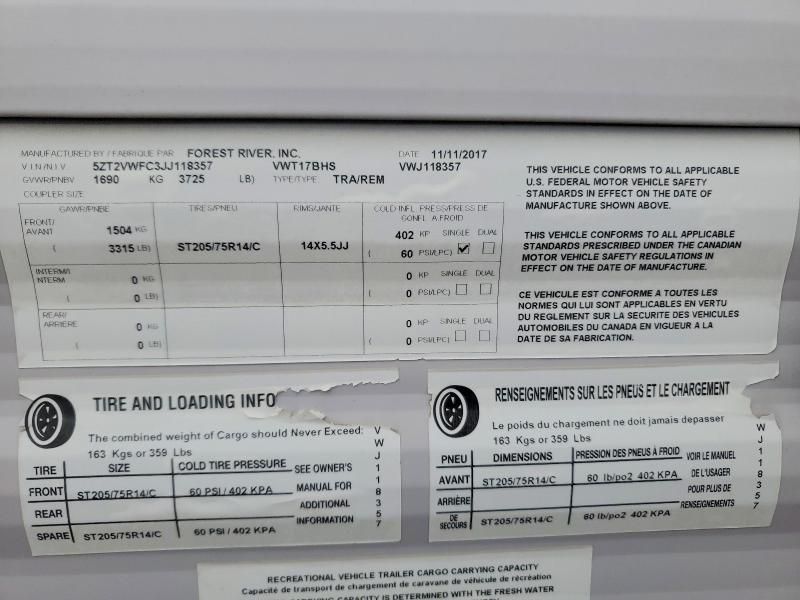 MANUFACTURED BY / FABRIQUE PAR FOREST RIVER, INC. DATE 11/11/2017
V I N / N I V 5ZT2VWFC3JJ118357 VWT17BHS VWJ118357
GVWR/PNBV 1690 KG 3725 LB) TYPE/TYPE TRA/REM
COUPLER SIZE
GAWR/PNBE TIRES/PNEU RIMS/JANTE COLD INFL PRESS/PRESS DE
GONFL A FROID
FRONT/
AVANT 1504 KG 402 KP SINGLE DUAL
( 3315 LB) ST205/75R14/C 14X5.5JJ ( 60 PSI/LPC)
INTERM/I
NTERM 0 KG 0 KP SINGLE DUAL
( 0 LB) ( 0 PSI/LPC)
REAR/
ARRIERE 0 KG 0 KP SINGLE DUAL
( 0 LB) ( 0 PSI/LPC)
THIS VEHICLE CONFORMS TO ALL APPLICABLE
U.S. FEDERAL MOTOR VEHICLE SAFETY
STANDARDS IN EFFECT ON THE DATE OF
MANUFACTURE SHOWN ABOVE.
THIS VEHICLE CONFORMS TO ALL APPLICABLE
STANDARDS PRESCRIBED UNDER THE CANADIAN
MOTOR VEHICLE SAFETY REGULATIONS IN
EFFECT ON THE DATE OF MANUFACTURE.
CE VEHICULE EST CONFORME A TOUTES LES
NORMES QUI LUI SONT APPLICABLES EN VERTU
DU REGLEMENT SUR LA SECURITE DES VEHICULES
AUTOMOBILES DU CANADA EN VIGUEUR A LA
DATE DE SA FABRICATION.
TIRE AND LOADING INFO
The combined weight of Cargo should Never Exceed:
163 Kgs or 359 Lbs
TIRE SIZE COLD TIRE PRESSURE SEE OWNER'S
FRONT ST205/75R14/C 60 PSI / 402 KPA MANUAL FOR
REAR ADDITIONAL
SPARE ST205/75R14/C 60 PSI / 402 KPA INFORMATION
VWJ118357
RENSEIGNEMENTS SUR LES PNEUS ET LE CHARGEMENT
Le poids du chargement ne doit jamais depasser
163 Kgs or 359 Lbs
PNEU DIMENSIONS PRESSION DES PNEUS À FROID VOIR LE MANUEL
AVANT ST205/75R14/C 60 lb/po2 402 KPA DE L'USAGER
ARRIÈRE POUR PLUS DE
DE
SECOURS ST205/75R14/C 60 lb/po2 402 KPA RENSEIGNEMENTS
WJ118357
RECREATIONAL VEHICLE TRAILER CARGO CARRYING CAPACITY
Capacité de transport de chargement de caravane de véhicule de récréation
CARRYING CAPACITY IS DETERMINED WITH THE FRESH WATER